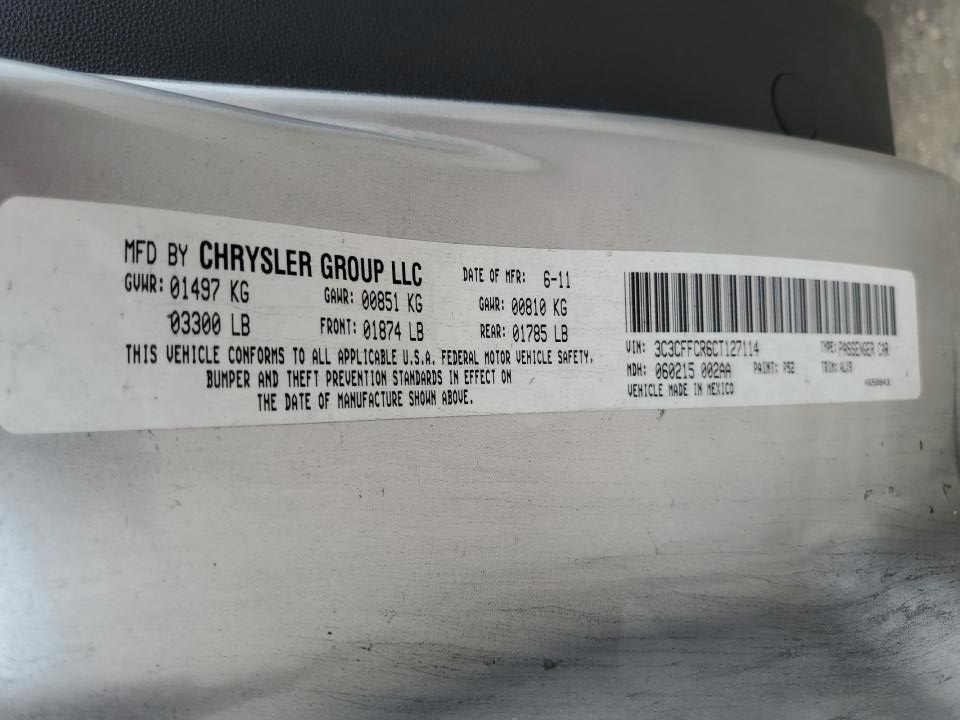 MFD BY CHRYSLER GROUP LLC DATE OF MFR: 6-11
GVWR: 01497 KG GAWR: 00851 KG GAWR: 00810 KG
03300 LB FRONT: 01874 LB REAR: 01785 LB
THIS VEHICLE CONFORMS TO ALL APPLICABLE U.S.A. FEDERAL MOTOR VEHICLE SAFETY,
BUMPER AND THEFT PREVENTION STANDARDS IN EFFECT ON
THE DATE OF MANUFACTURE SHOWN ABOVE.
VIN: 3C3CFFCR6CT127114 TYPE: PASSENGER CAR
MDH: 060215 002AA PAINT: PS2 TRIM:
VEHICLE MADE IN MEXICO